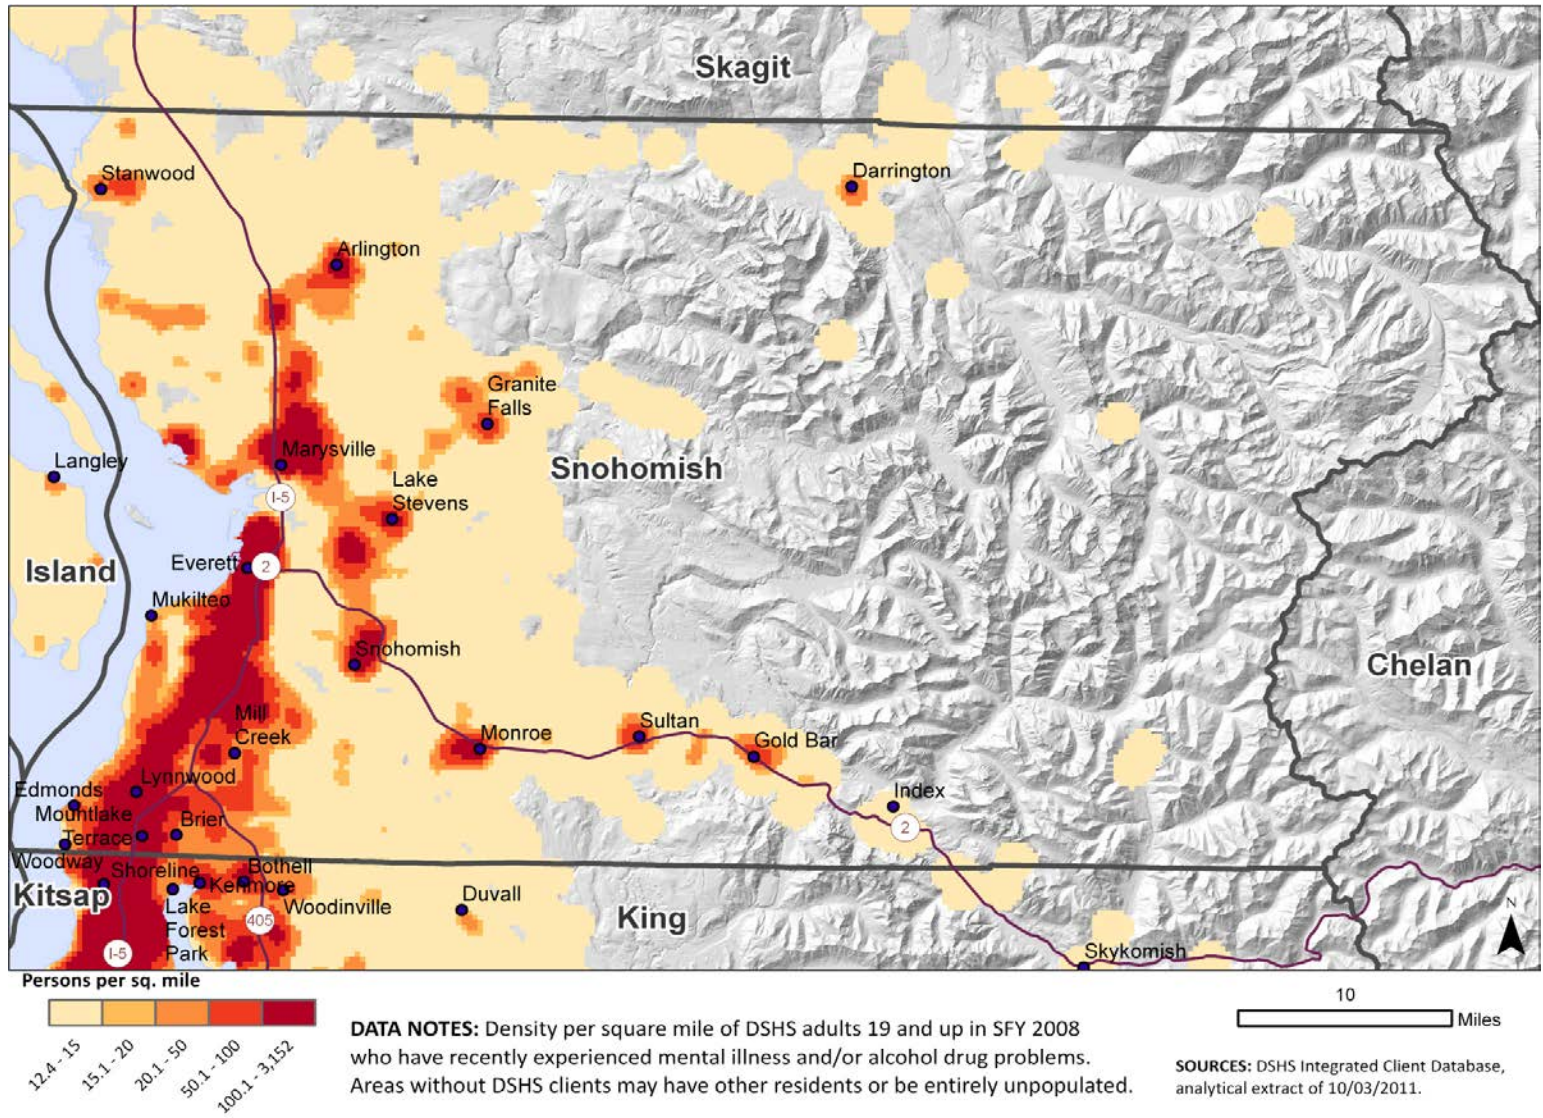 Skagit
Stanwood
Darrington
Arlington
Granite
Falls
Langley
Marysville
Snohomish
Lake
Stevens
I-5
Island
Everett
2
Mukilteo
Snohomish
Chelan
Mill
Creek
Monroe
Sultan
Gold Bar
Lynnwood
Edmonds
Mountlake
Terrace
Brier
Index
2
Woodway
Shoreline
Bothell
Kenmore
Kitsap
Woodinville
Lake
Forest
Park
405
Duvall
King
I-5
Skykomish
N
Persons per sq. mile
12.4 - 15
15.1 - 20
20.1 - 50
50.1 - 100
100.1 - 3,152
DATA NOTES: Density per square mile of DSHS adults 19 and up in SFY 2008
who have recently experienced mental illness and/or alcohol drug problems.
Areas without DSHS clients may have other residents or be entirely unpopulated.
10
Miles
SOURCES: DSHS Integrated Client Database,
analytical extract of 10/03/2011.